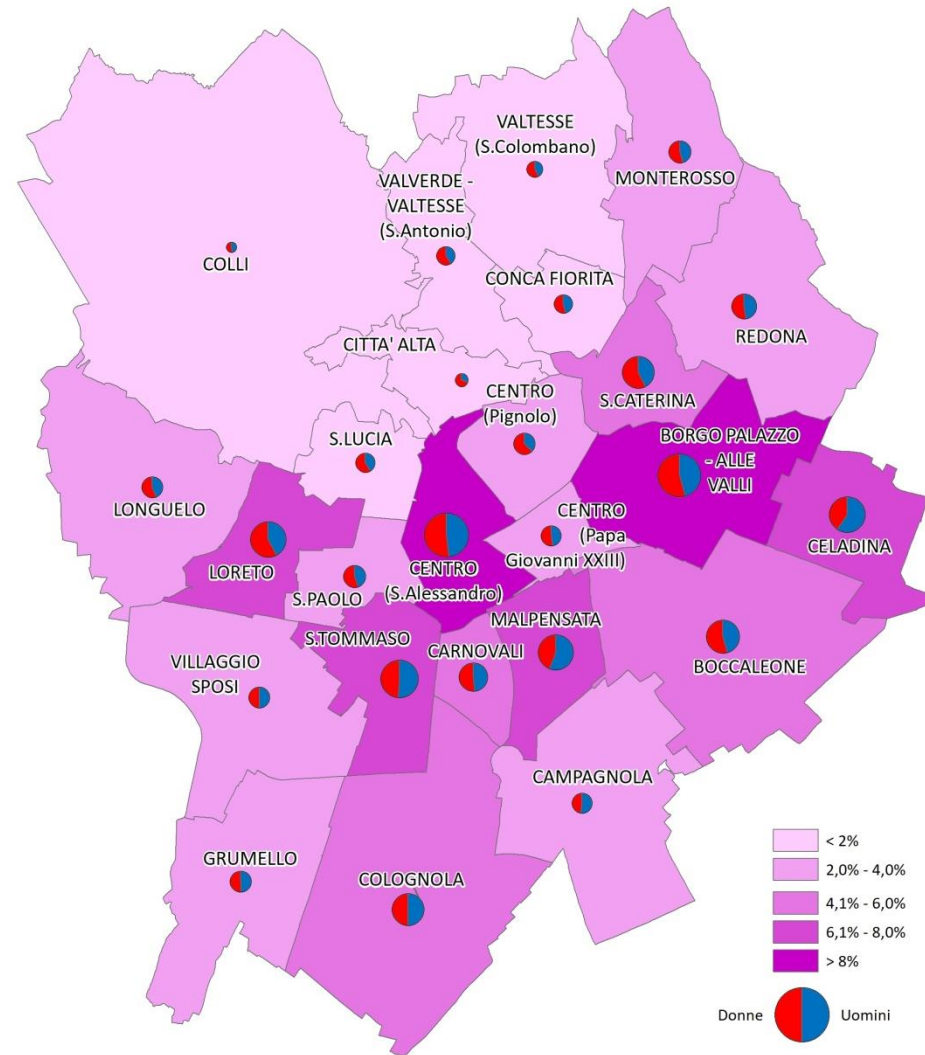 VALTESSE
(S.Colombano)
MONTEROSSO
VALVERDE -
VALTESSE
(S.Antonio)
COLLI
CONCA FIORITA
REDONA
CITTA' ALTA
S.CATERINA
CENTRO
(Pignolo)
S.LUCIA
BORGO PALAZZO
- ALLE
VALLI
LONGUELO
LORETO
CENTRO
(S.Alessandro)
CENTRO
(Papa
Giovanni XXIII)
CELADINA
S.PAOLO
S.TOMMASO
CARNOVALI
MALPENSATA
BOCCALEONE
VILLAGGIO
SPOSI
CAMPAGNOLA
GRUMELLO
COLOGNOLA
< 2%
2,0% - 4,0%
4,1% - 6,0%
6,1% - 8,0%
> 8%
Donne
Uomini